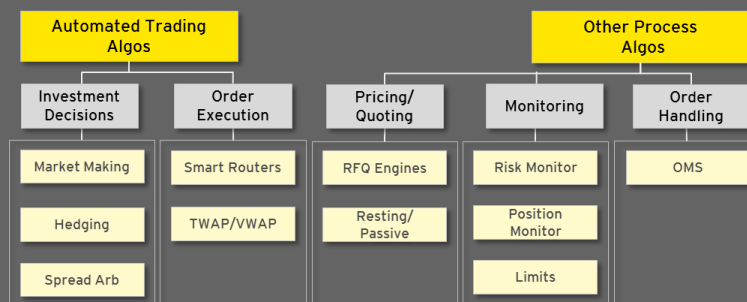 Automated Trading
Algos
Other Process
Algos
Investment
Decisions
Order
Execution
Pricing/
Quoting
Monitoring
Order
Handling
Market Making
Smart Routers
RFQ Engines
Risk Monitor
OMS
Hedging
TWAP/VWAP
Resting/
Passive
Position
Monitor
Spread Arb
Limits